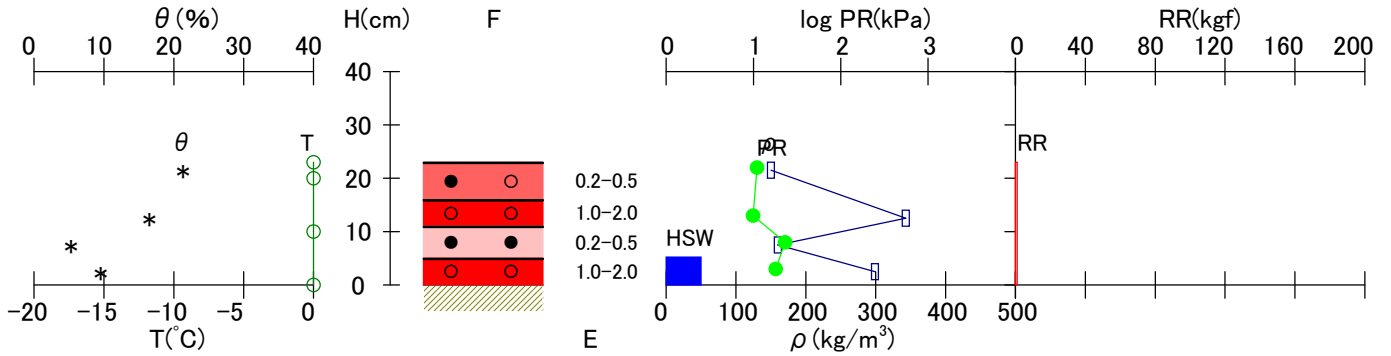 θ(%) H(cm) F log PR(kPa) RR(kgf)
0 10 20 30 40 0 1 2 3 0 40 80 120 160 200
40
30
θ T ρ PR RR
20
0.2-0.5
1.0-2.0
10
0.2-0.5
HSW
1.0-2.0
0
-20 -15 -10 -5 0 0 100 200 300 400 500
T(°C) E ρ(kg/m³)